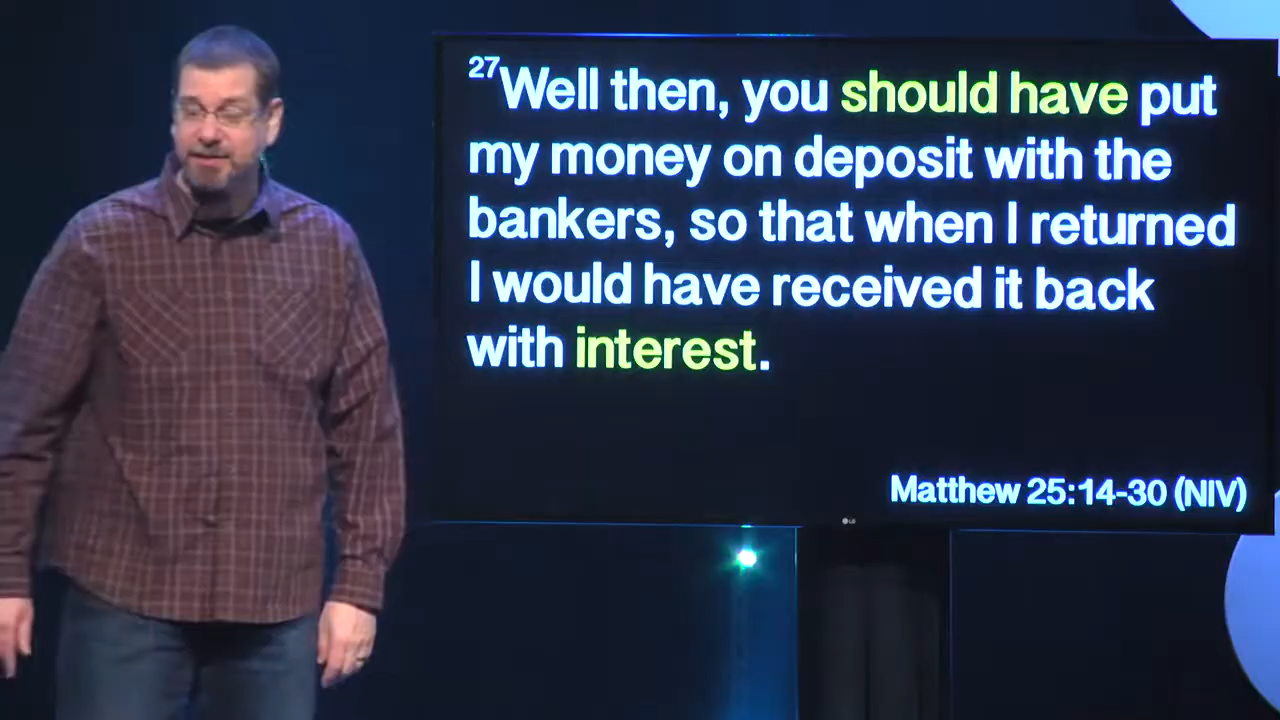 27Well then, you should have put
my money on deposit with the
bankers, so that when I returned
I would have received it back
with interest.
Matthew 25:14-30 (NIV)
LG